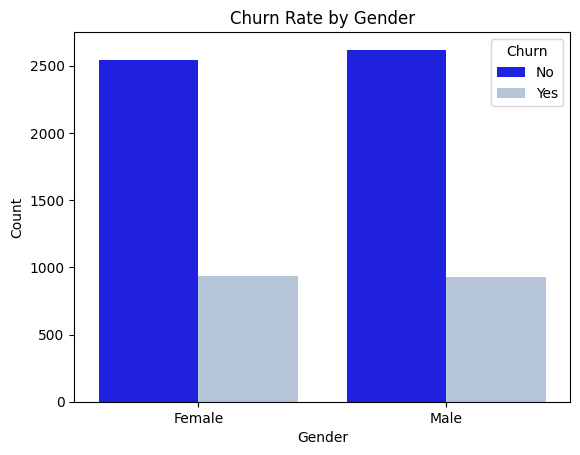 Churn Rate by Gender
Churn
No
Yes
2500
2000
1500
1000
500
0
Count
Female
Male
Gender